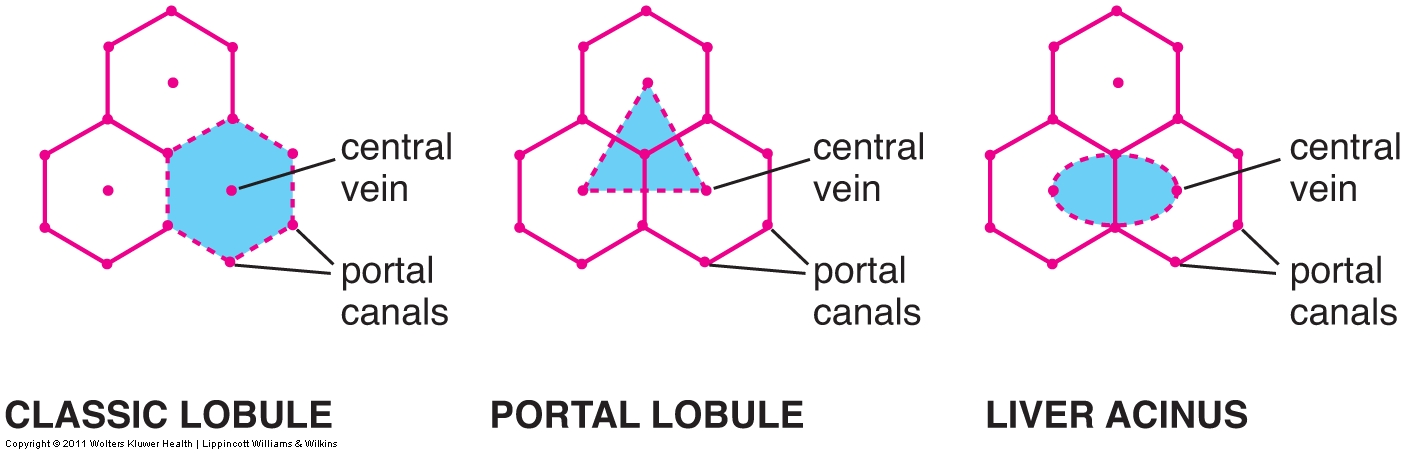 central
vein
portal
canals
central
vein
portal
canals
central
vein
portal
canals
CLASSIC LOBULE
PORTAL LOBULE
LIVER ACINUS
Copyright © 2011 Wolters Kluwer Health | Lippincott Williams & Wilkins